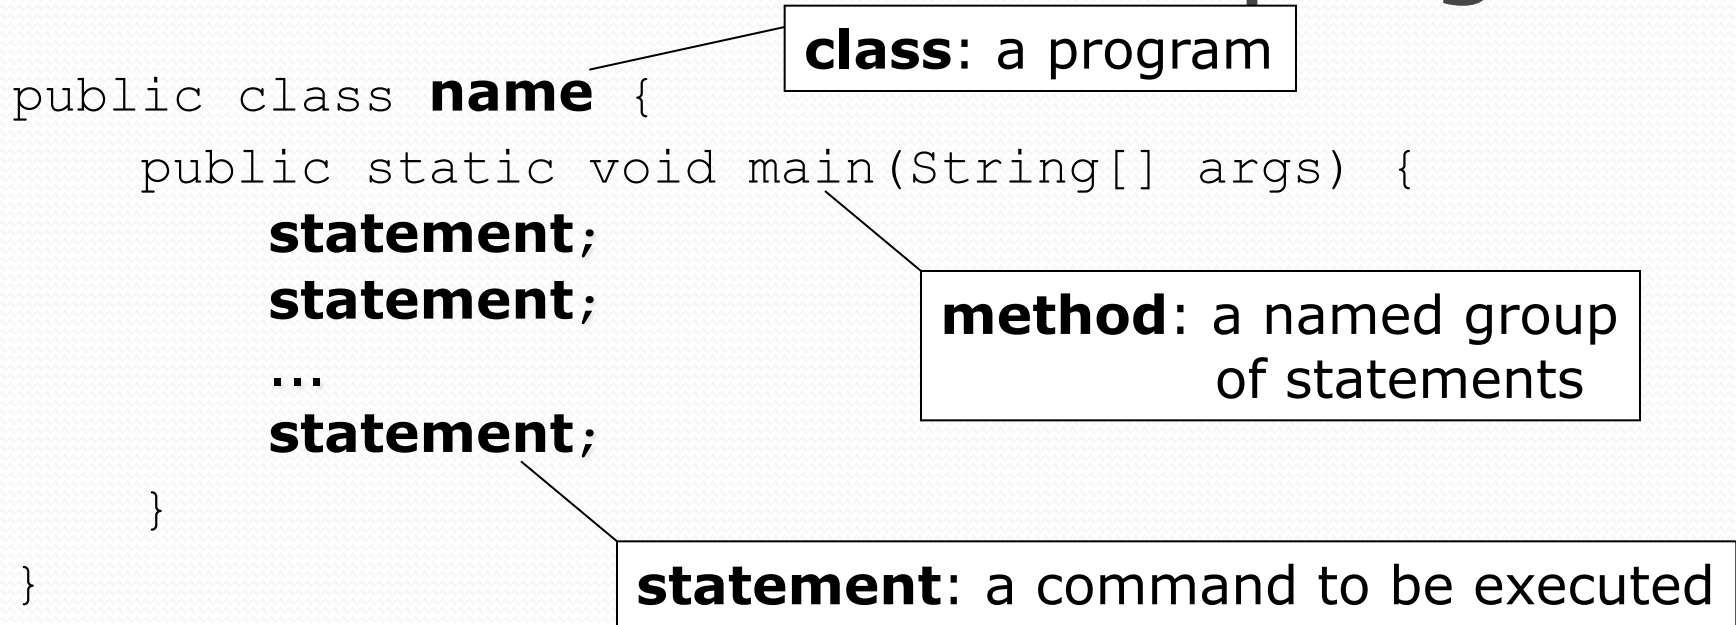 class: a program
public class name {
public static void main(String[] args) {
statement;
statement;
...
statement;
method: a named group
of statements
}
}
statement: a command to be executed